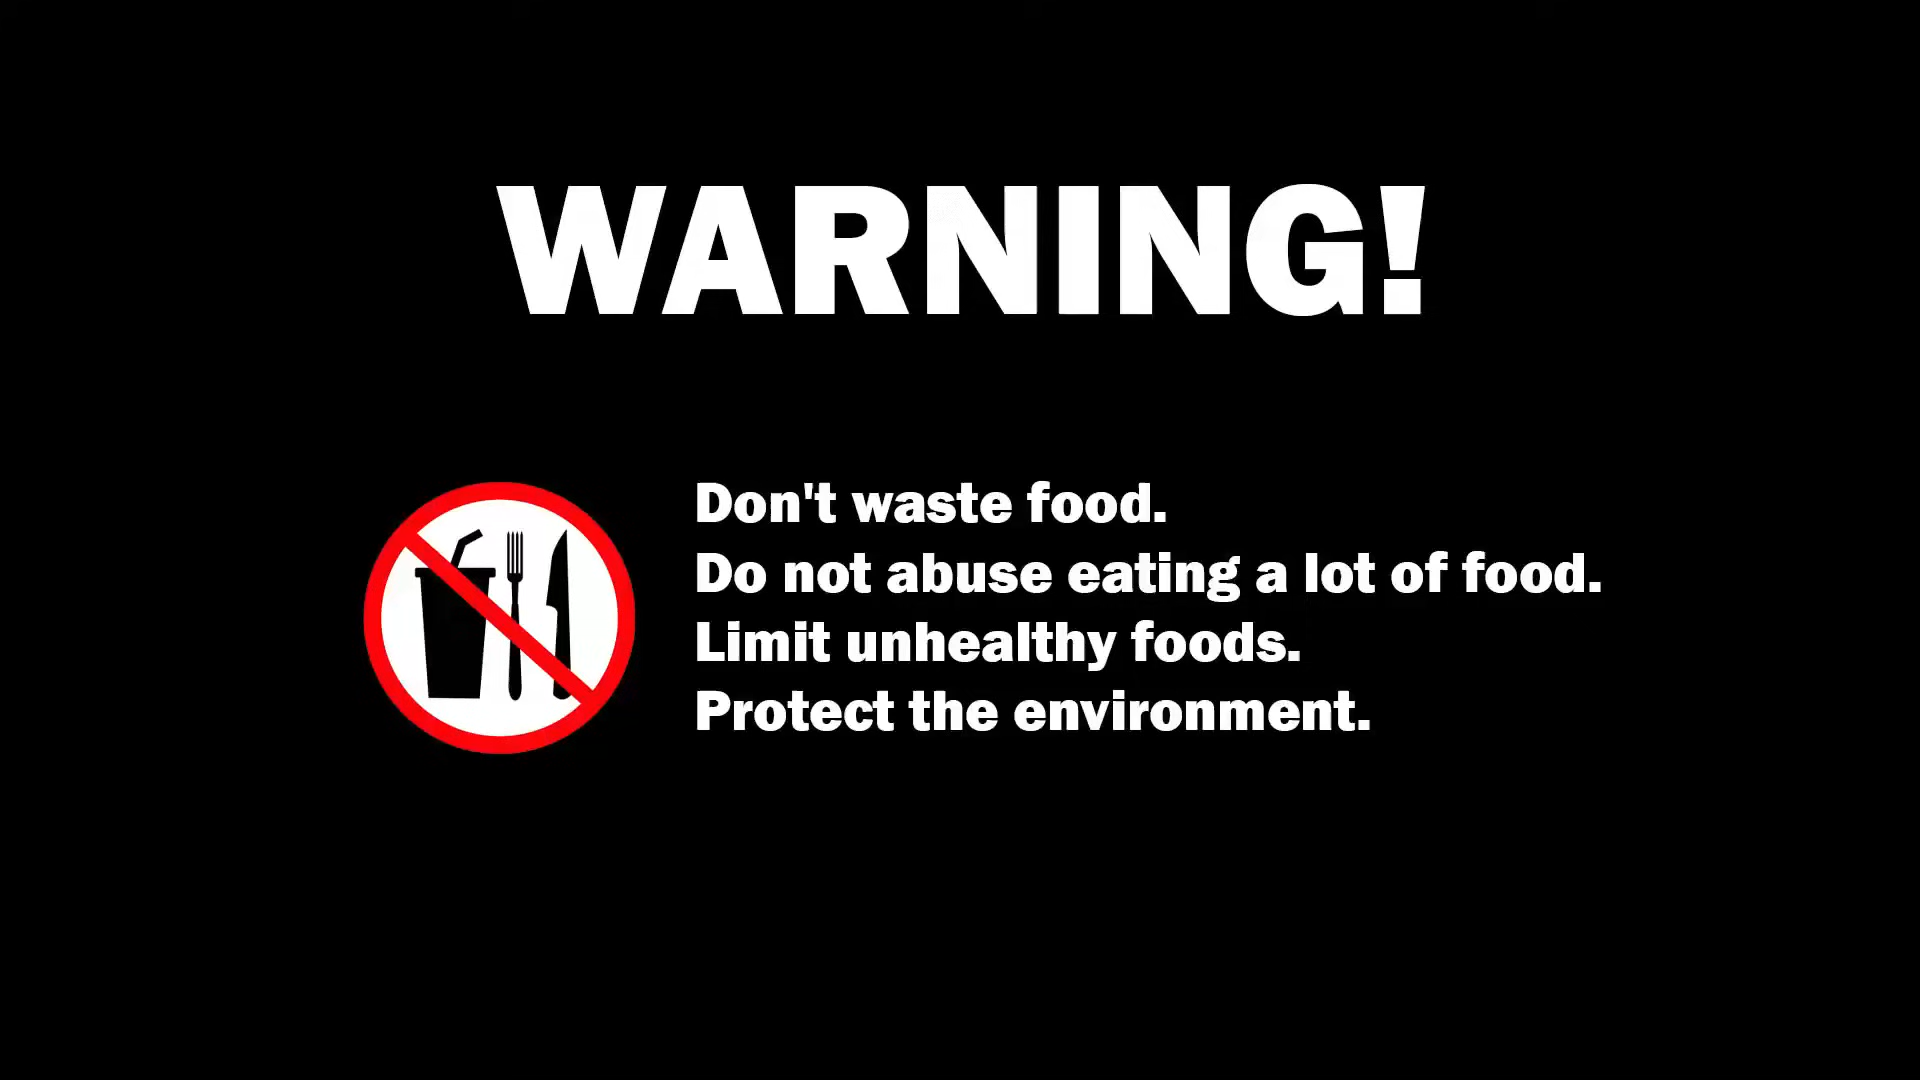 WARNING!
Don't waste food.
Do not abuse eating a lot of food.
Limit unhealthy foods.
Protect the environment.